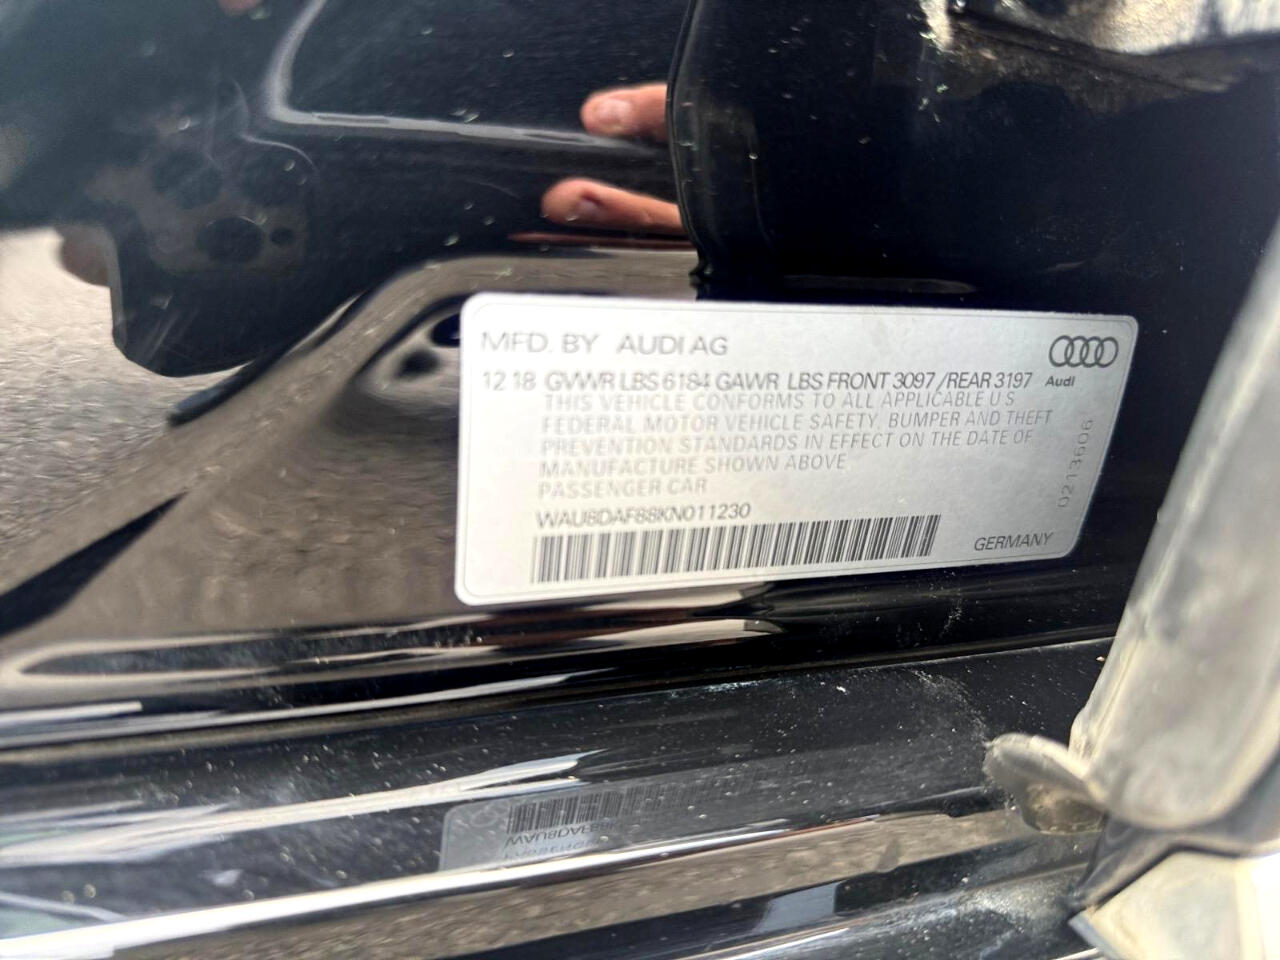 MFD. BY AUDI AG
12 18 GVWR LBS 6184 GAWR LBS FRONT 3097 / REAR 3197
Audi
THIS VEHICLE CONFORMS TO ALL APPLICABLE U S
FEDERAL MOTOR VEHICLE SAFETY, BUMPER AND THEFT
PREVENTION STANDARDS IN EFFECT ON THE DATE OF
MANUFACTURE SHOWN ABOVE
PASSENGER CAR
WAU8DAF88KN011230
GERMANY
0213606